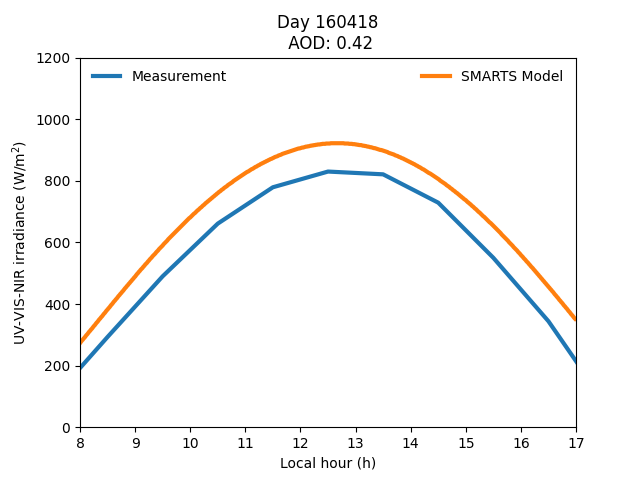 Day 160418
AOD: 0.42
Measurement
SMARTS Model
UV-VIS-NIR irradiance (W/m²)
1200
1000
800
600
400
200
0
8 9 10 11 12 13 14 15 16 17
Local hour (h)